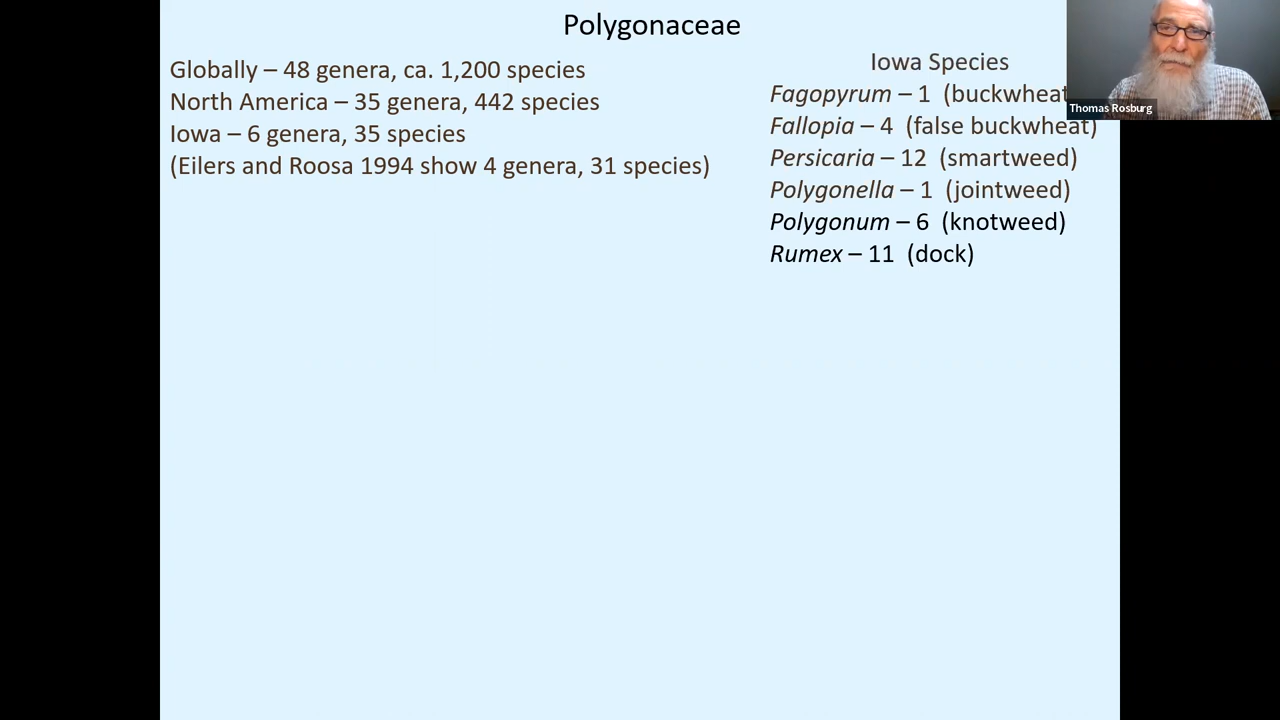 Polygonaceae
Globally – 48 genera, ca. 1,200 species
North America – 35 genera, 442 species
Iowa – 6 genera, 35 species
(Eilers and Roosa 1994 show 4 genera, 31 species)
Iowa Species
Fagopyrum – 1 (buckwheat
Fallopia – 4 (false buckwheat)
Persicaria – 12 (smartweed)
Polygonella – 1 (jointweed)
Polygonum – 6 (knotweed)
Rumex – 11 (dock)
Thomas Rosburg